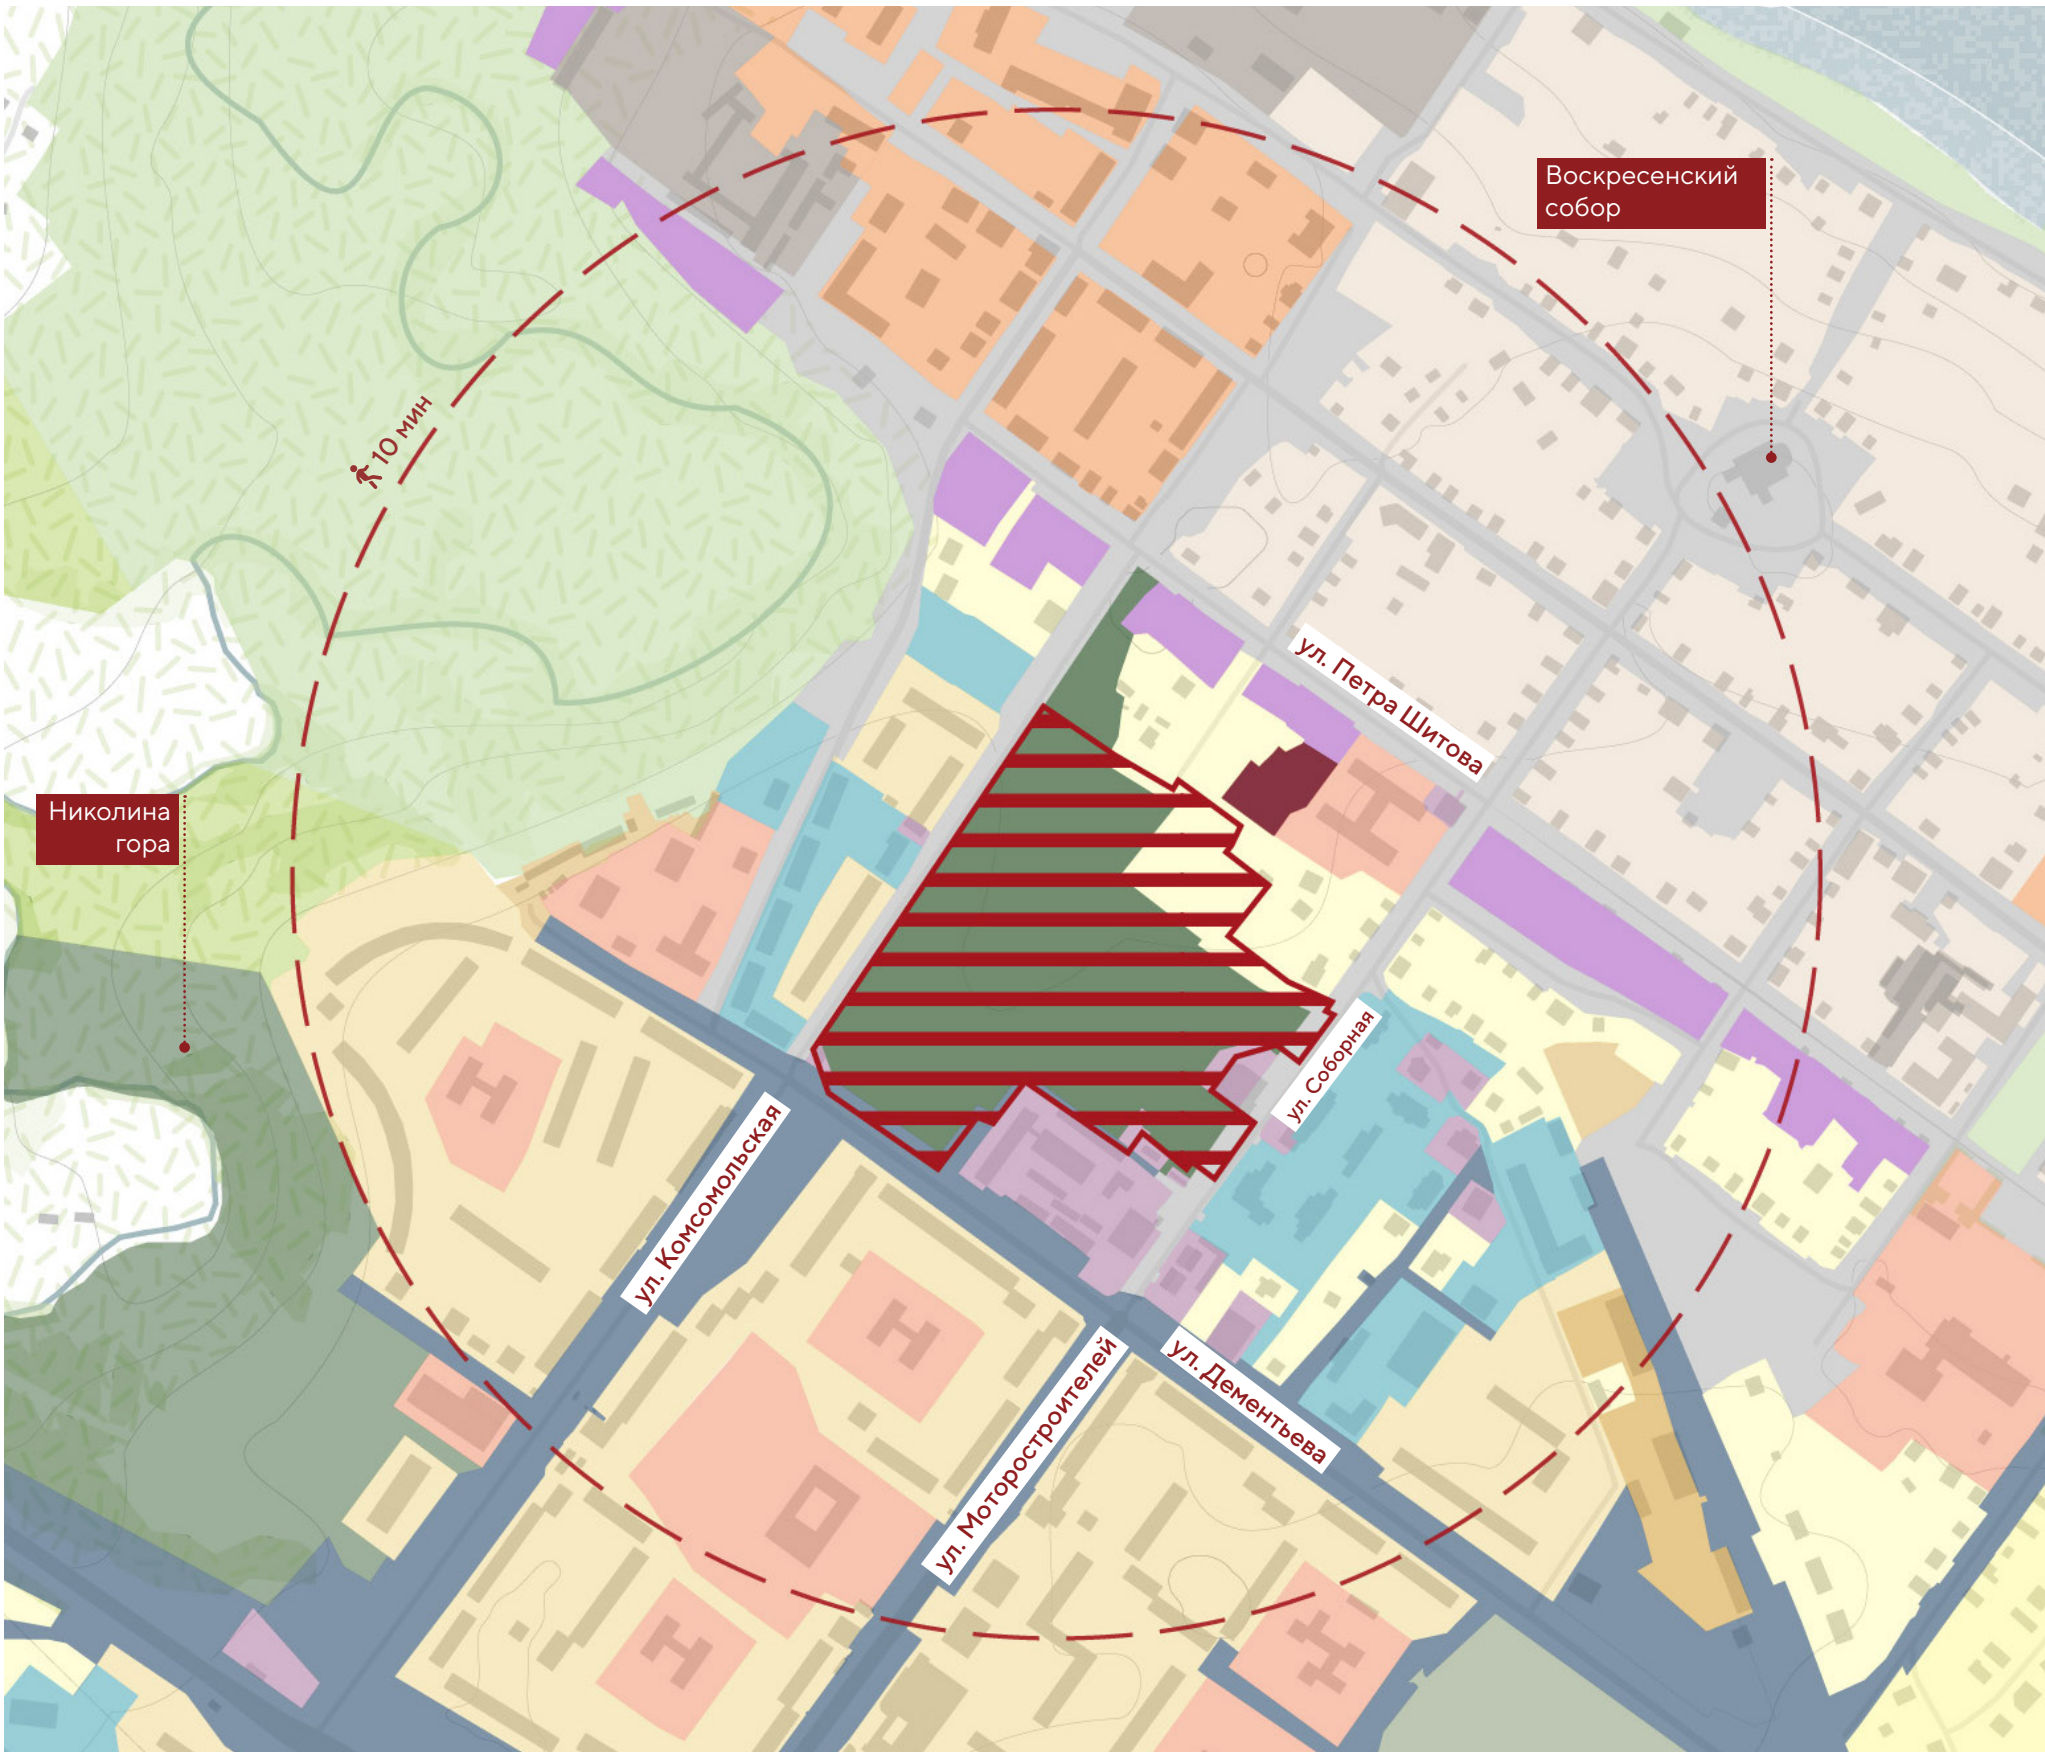 Воскресенский
собор
10 мин
ул. Петра Шитова
Николина
гора
ул. Соборная
ул. Комсомольская
ул. Моторостроителей
ул. Дементьева